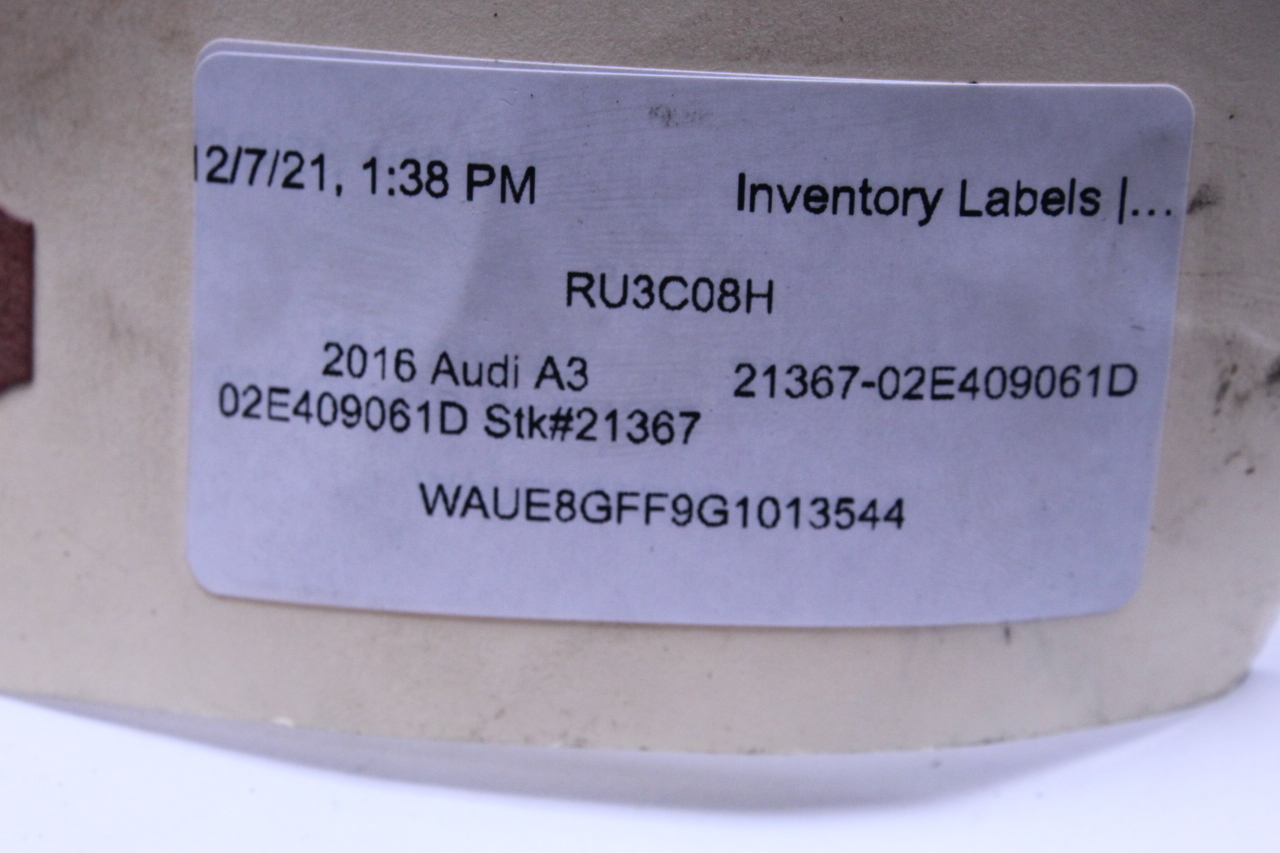 12/7/21, 1:38 PM Inventory Labels |...
RU3C08H
2016 Audi A3 21367-02E409061D
02E409061D Stk#21367
WAUE8GFF9G1013544